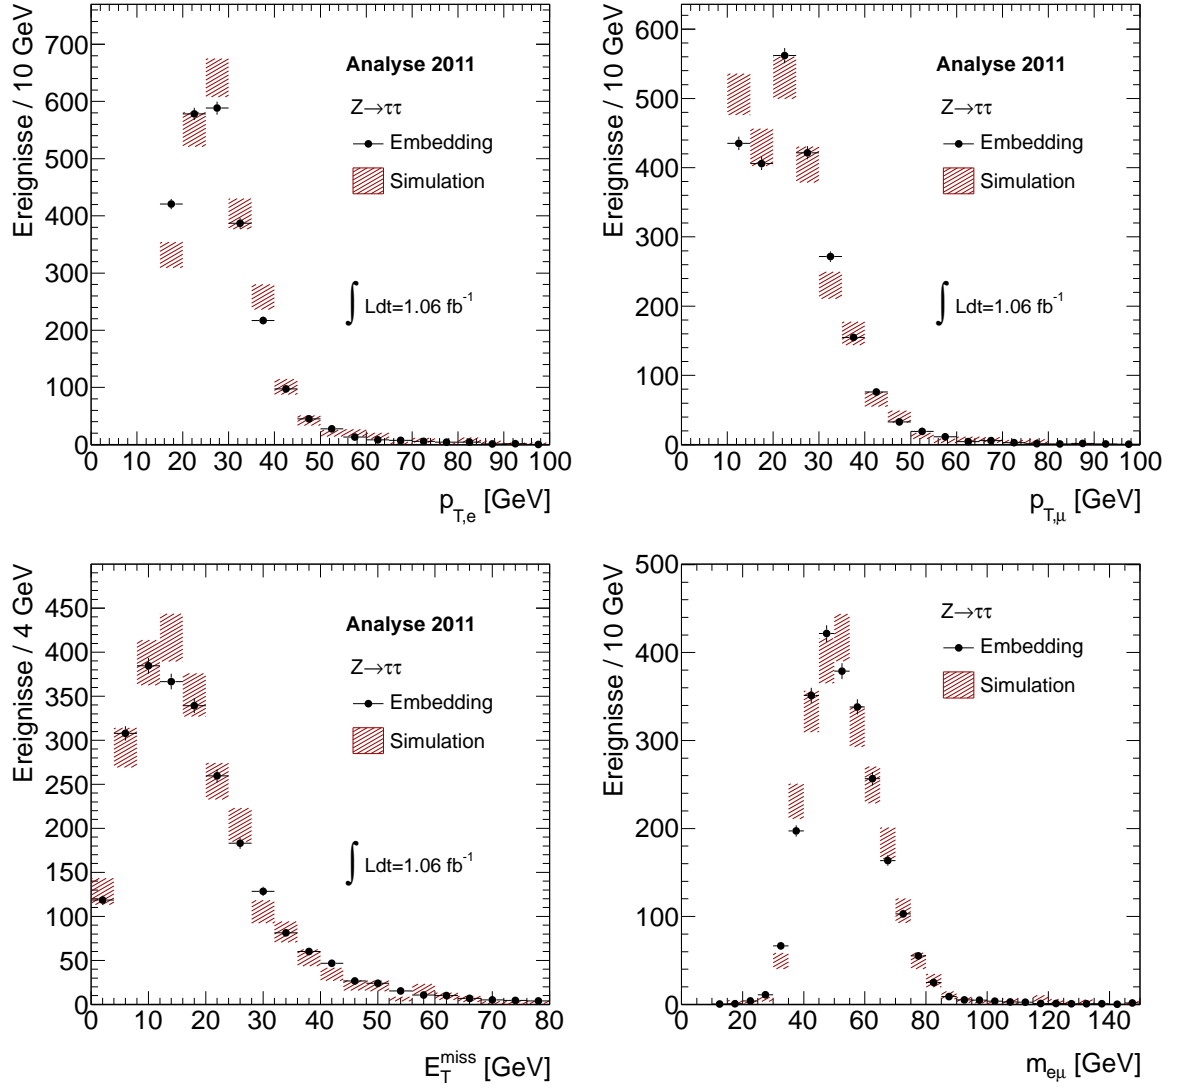 Ereignisse / 10 GeV
700
600
500
400
300
200
100
0
Analyse 2011
Z→ττ
Embedding
Simulation
∫ Ldt=1.06 fb⁻¹
0 10 20 30 40 50 60 70 80 90 100
p_T,e [GeV]
Ereignisse / 10 GeV
600
500
400
300
200
100
0
Analyse 2011
Z→ττ
Embedding
Simulation
∫ Ldt=1.06 fb⁻¹
0 10 20 30 40 50 60 70 80 90 100
p_T,μ [GeV]
Ereignisse / 4 GeV
450
400
350
300
250
200
150
100
50
0
Analyse 2011
Z→ττ
Embedding
Simulation
∫ Ldt=1.06 fb⁻¹
0 10 20 30 40 50 60 70 80
E_T^miss [GeV]
Ereignisse / 10 GeV
500
400
300
200
100
0
Z→ττ
Embedding
Simulation
0 20 40 60 80 100 120 140
m_eμ [GeV]